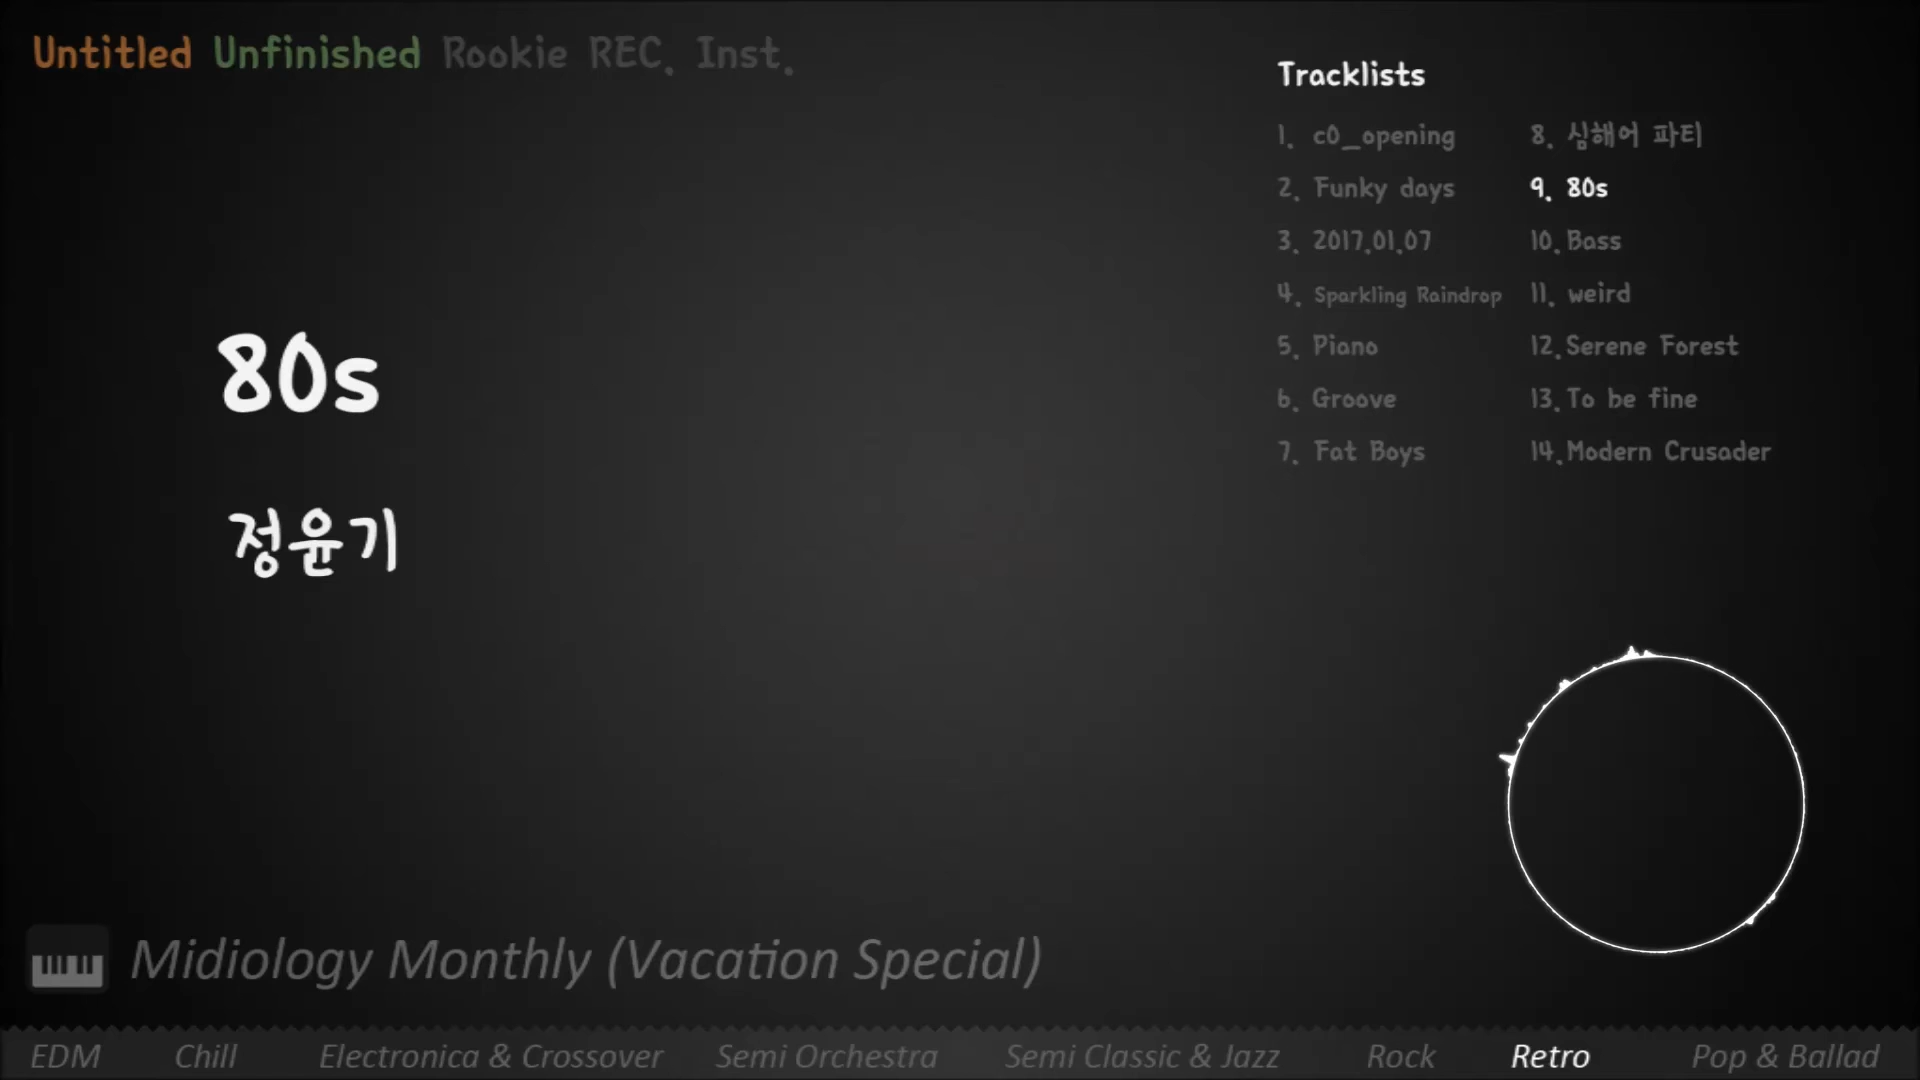 Untitled Unfinished Rookie REC. Inst.
Tracklists
1. c0_opening
2. Funky days
3. 2017.01.07
4. Sparkling Raindrop
5. Piano
6. Groove
7. Fat Boys
8. 심해어 파티
9. 80s
10. Bass
11. weird
12. Serene Forest
13. To be fine
14. Modern Crusader
80s
정윤기
Midiology Monthly (Vacation Special)
EDM Chill Electronica & Crossover Semi Orchestra Semi Classic & Jazz Rock Retro Pop & Ballad